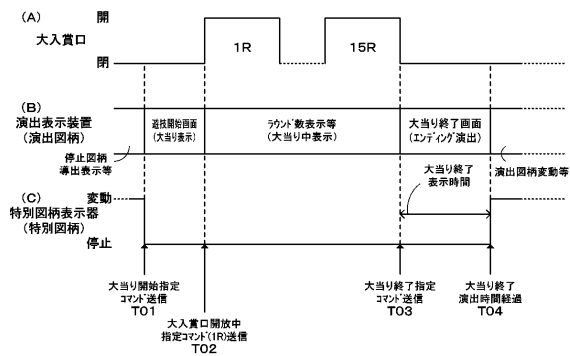 (A)
開
大入賞口
閉
1R
15R
(B)
演出表示装置
(演出図柄)
遊技開始画面
(大当り表示)
ラウンド数表示等
(大当り中表示)
大当り終了画面
(エンディング演出)
停止図柄
導出表示等
大当り終了
表示時間
演出図柄変動等
(C)
変動
特別図柄表示器
(特別図柄)
停止
大当り開始指定
コマンド送信
T01
大入賞口開放中
指定コマンド(1R)送信
T02
大当り終了指定
コマンド送信
T03
大当り終了
演出時間経過
T04